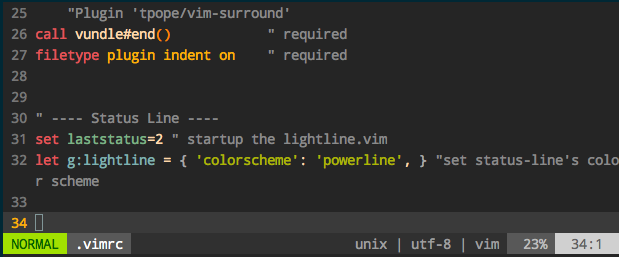 25     "Plugin 'tpope/vim-surround'
26 call vundle#end()            " required
27 filetype plugin indent on    " required
28
29
30 " ---- Status Line ----
31 set laststatus=2 " startup the lightline.vim
32 let g:lightline = { 'colorscheme': 'powerline', } "set status-line's colo
r scheme
33
34
NORMAL .vimrc unix | utf-8 | vim 23% 34:1